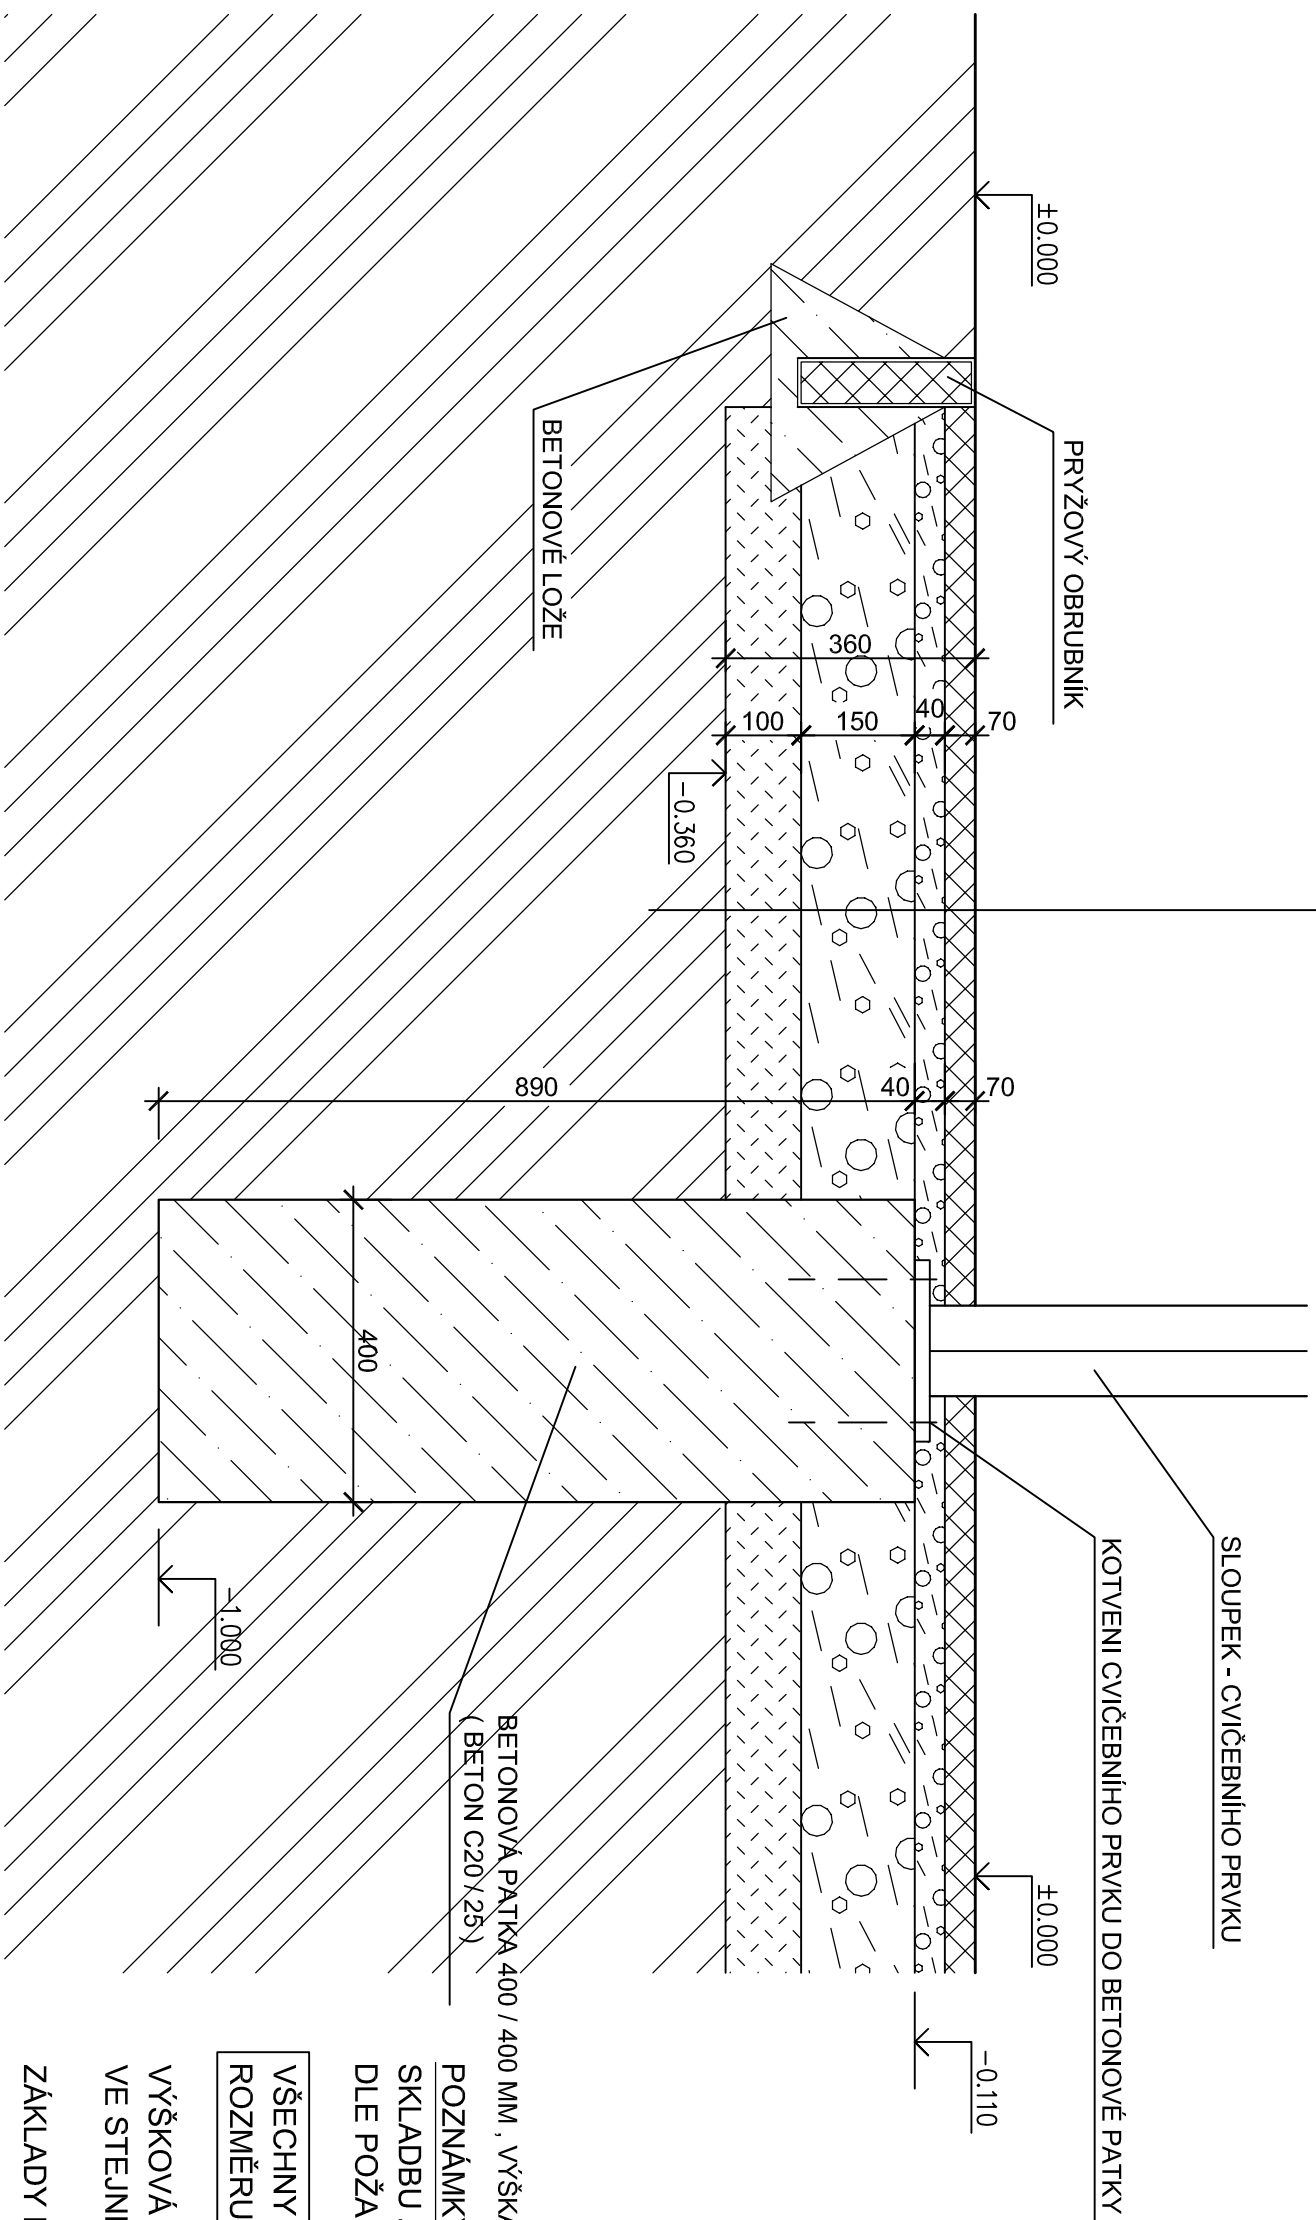 SLOUPEK - CVIČEBNÍHO PRVKU
KOTVENI CVIČEBNÍHO PRVKU DO BETONOVÉ PATKY
PRYŽOVÝ OBRUBNÍK
±0.000
±0.000
-0.110
70
40
150
100
360
70
40
890
-0.360
BETONOVÉ LOŽE
400
-1.000
BETONOVÁ PATKA 400 / 400 MM , VÝŠKA
( BETON C20 / 25 )
POZNÁMK
SKLADBU
DLE POŽA
VŠECHNY
ROZMĚRU
VÝŠKOVÁ
VE STEJN
ZÁKLADY